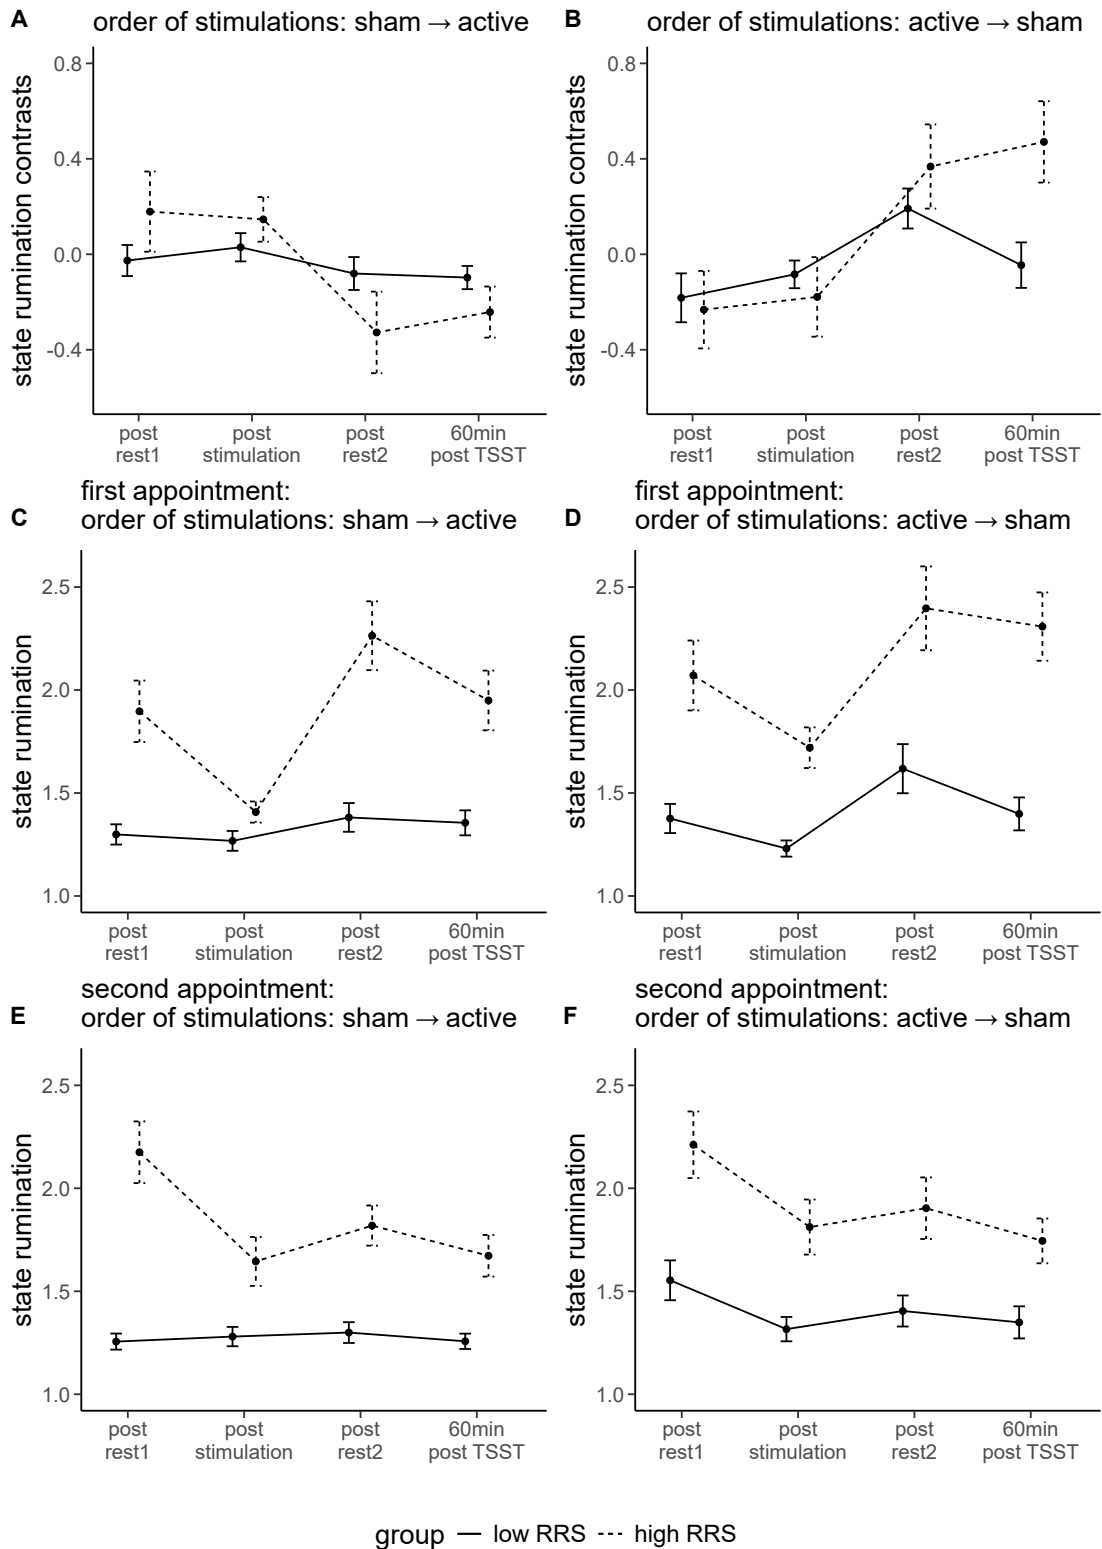 A order of stimulations: sham → active
state rumination contrasts
0.8
0.4
0.0
-0.4
post rest1
post stimulation
post rest2
60min post TSST
B order of stimulations: active → sham
state rumination contrasts
0.8
0.4
0.0
-0.4
post rest1
post stimulation
post rest2
60min post TSST
first appointment:
C order of stimulations: sham → active
state rumination
2.5
2.0
1.5
1.0
post rest1
post stimulation
post rest2
60min post TSST
first appointment:
D order of stimulations: active → sham
state rumination
2.5
2.0
1.5
1.0
post rest1
post stimulation
post rest2
60min post TSST
second appointment:
E order of stimulations: sham → active
state rumination
2.5
2.0
1.5
1.0
post rest1
post stimulation
post rest2
60min post TSST
second appointment:
F order of stimulations: active → sham
state rumination
2.5
2.0
1.5
1.0
post rest1
post stimulation
post rest2
60min post TSST
group low RRS high RRS